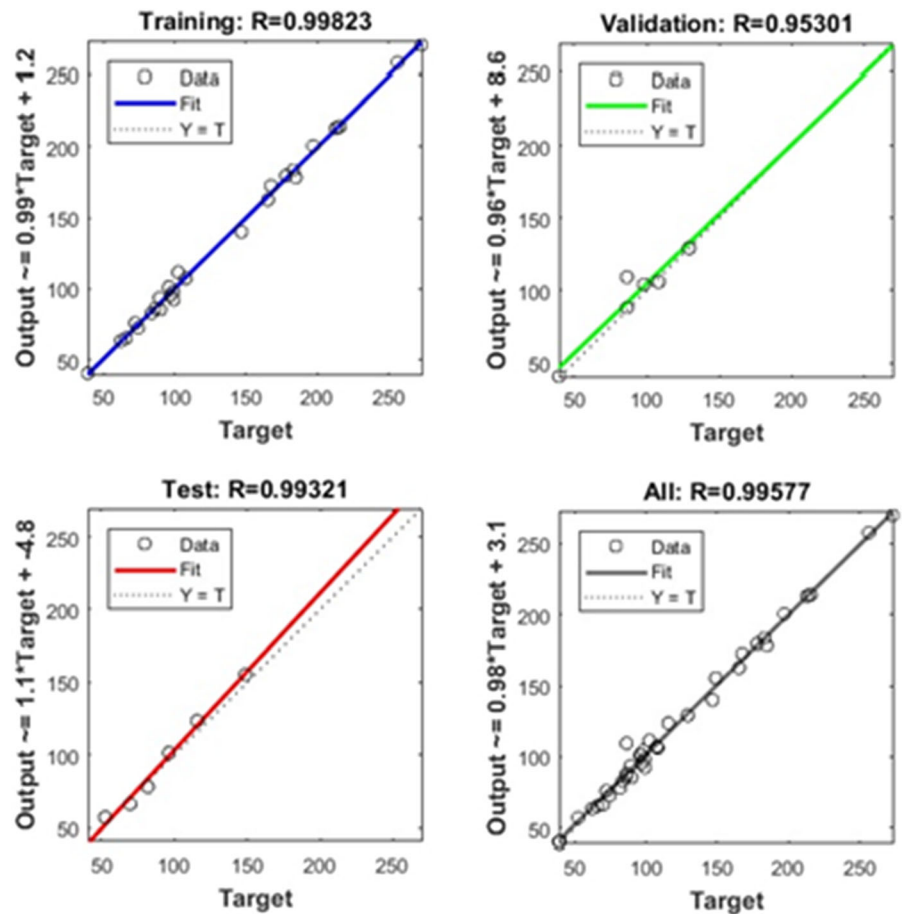 Training: R=0.99823
Output ~= 0.99*Target + 1.2
Data
Fit
Y = T
250
200
150
100
50
50 100 150 200 250
Target
Validation: R=0.95301
Output ~= 0.96*Target + 8.6
Data
Fit
Y = T
250
200
150
100
50
50 100 150 200 250
Target
Test: R=0.99321
Output ~= 1.1*Target + -4.8
Data
Fit
Y = T
250
200
150
100
50
50 100 150 200 250
Target
All: R=0.99577
Output ~= 0.98*Target + 3.1
Data
Fit
Y = T
250
200
150
100
50
50 100 150 200 250
Target